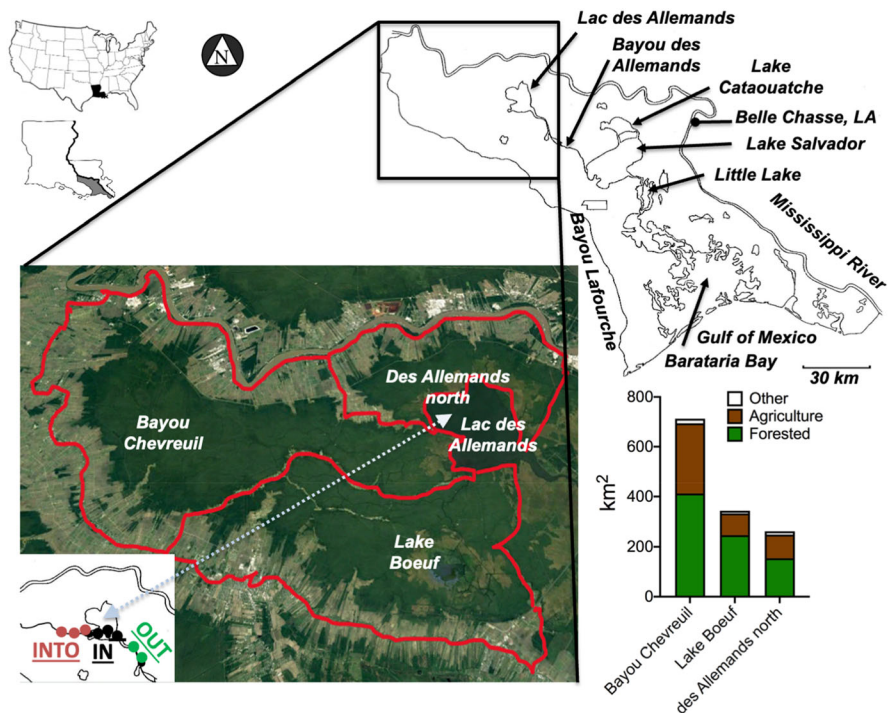 N
Lac des Allemands
Bayou des
Allemands
Lake
Cataouatche
Belle Chasse, LA
Lake Salvador
Little Lake
Mississippi River
Bayou Lafourche
Gulf of Mexico
Barataria Bay
30 km
Des Allemands
north
Bayou
Chevreuil
Lac des
Allemands
Lake
Boeuf
INTO
IN
OUT
800
600
400
200
0
km2
Other
Agriculture
Forested
Bayou Chevreuil
Lake Boeuf
des Allemands north